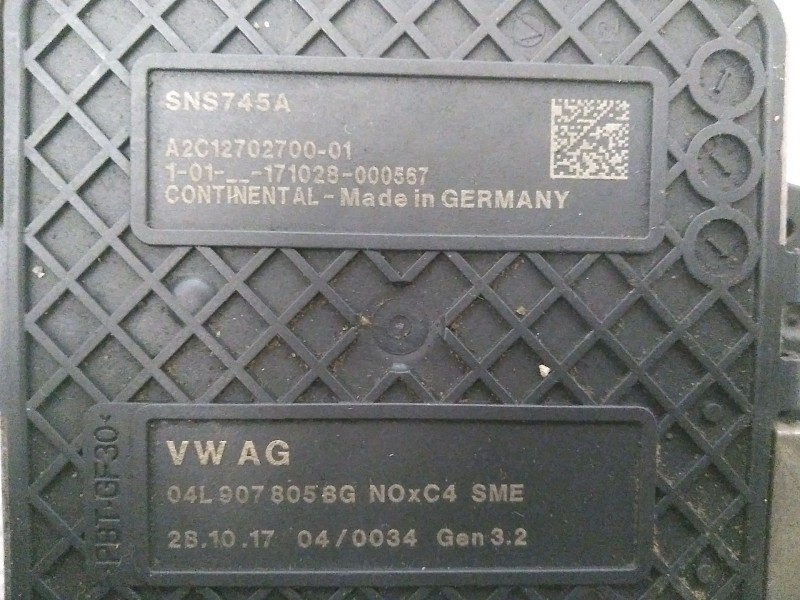 SNS745A
A2C12702700-01
1-01-__-171028-000567
CONTINENTAL - Made in GERMANY
PBT-GF30
VW AG
04L 907 805 BG NOxC4 SME
28.10.17 04/0034 Gen 3.2